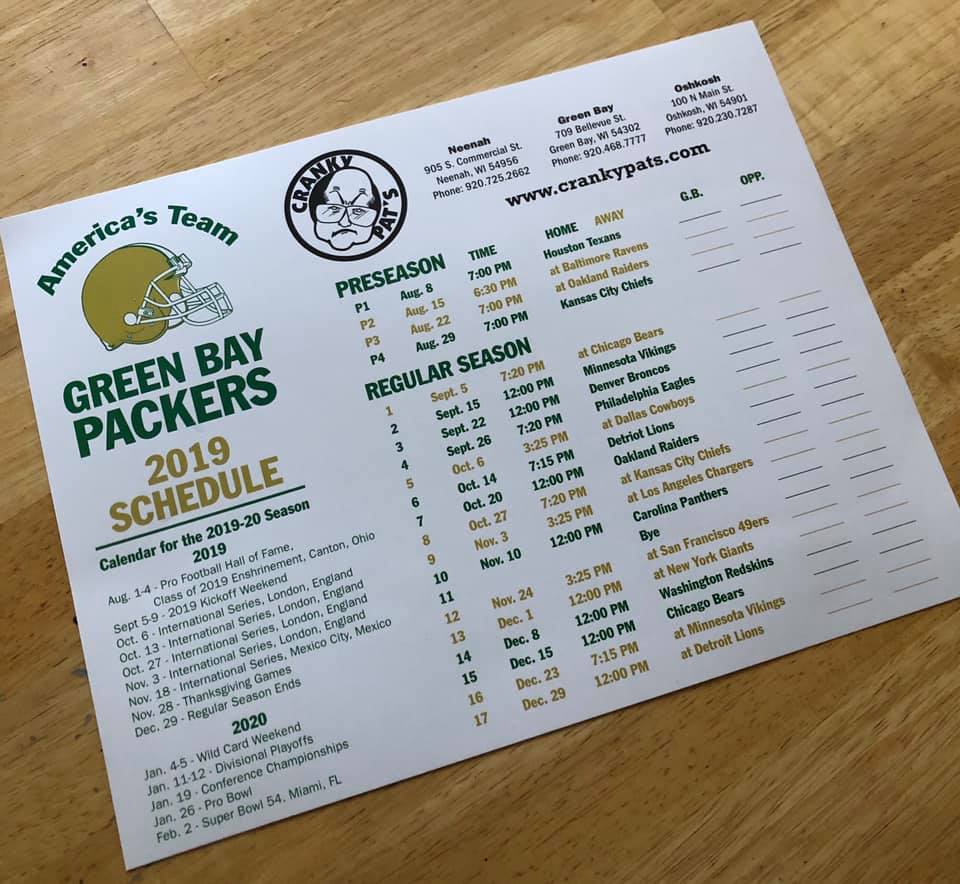 America's Team
GREEN BAY
PACKERS
2019
SCHEDULE
Calendar for the 2019-20 Season
2019
Aug. 1-4 - Pro Football Hall of Fame,
Class of 2019 Enshrinement, Canton, Ohio
Sept 5-9 - 2019 Kickoff Weekend
Oct. 6 - International Series, London, England
Oct. 13 - International Series, London, England
Oct. 27 - International Series, London, England
Nov. 3 - International Series, London, England
Nov. 18 - International Series, Mexico City, Mexico
Nov. 28 - Thanksgiving Games
Dec. 29 - Regular Season Ends
2020
Jan. 4-5 - Wild Card Weekend
Jan. 11-12 - Divisional Playoffs
Jan. 19 - Conference Championships
Jan. 26 - Pro Bowl
Feb. 2 - Super Bowl 54. Miami, FL
CRANKY
PAT'S
Neenah
905 S. Commercial St.
Neenah, WI 54956
Phone: 920.725.2662
Green Bay
709 Bellevue St.
Green Bay, WI 54302
Phone: 920.468.7777
Oshkosh
100 N Main St.
Oshkosh, WI 54901
Phone: 920.230.7287
www.crankypats.com
PRESEASON TIME HOME AWAY G.B. OPP.
P1 Aug. 8 7:00 PM Houston Texans
P2 Aug. 15 6:30 PM at Baltimore Ravens
P3 Aug. 22 7:00 PM at Oakland Raiders
P4 Aug. 29 7:00 PM Kansas City Chiefs
REGULAR SEASON
1 Sept. 5 7:20 PM at Chicago Bears
2 Sept. 15 12:00 PM Minnesota Vikings
3 Sept. 22 12:00 PM Denver Broncos
4 Sept. 26 7:20 PM Philadelphia Eagles
5 Oct. 6 3:25 PM at Dallas Cowboys
6 Oct. 14 7:15 PM Detriot Lions
7 Oct. 20 12:00 PM Oakland Raiders
8 Oct. 27 7:20 PM at Kansas City Chiefs
9 Nov. 3 3:25 PM at Los Angeles Chargers
10 Nov. 10 12:00 PM Carolina Panthers
11 Bye
12 Nov. 24 3:25 PM at San Francisco 49ers
13 Dec. 1 12:00 PM at New York Giants
14 Dec. 8 12:00 PM Washington Redskins
15 Dec. 15 12:00 PM Chicago Bears
16 Dec. 23 7:15 PM at Minnesota Vikings
17 Dec. 29 12:00 PM at Detroit Lions